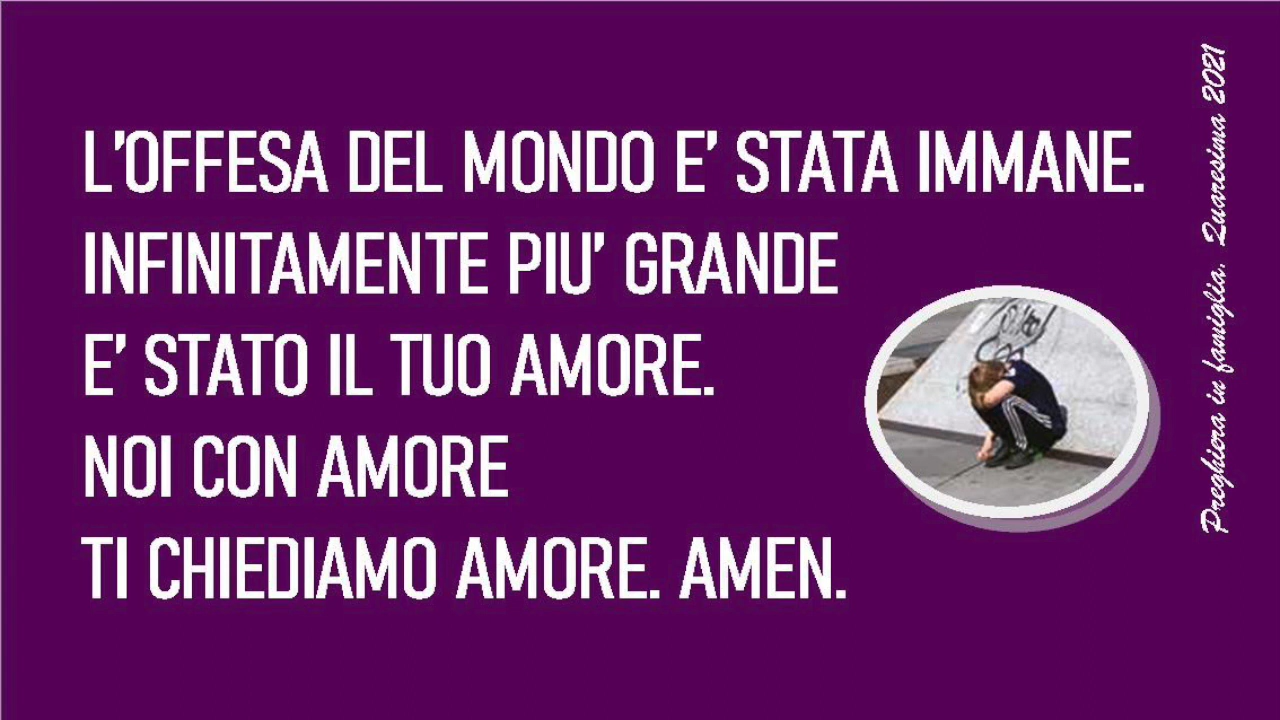 L'OFFESA DEL MONDO E' STATA IMMANE.
INFINITAMENTE PIU' GRANDE
E' STATO IL TUO AMORE.
NOI CON AMORE
TI CHIEDIAMO AMORE. AMEN.
Preghiera in famiglia. Quaresima 2021